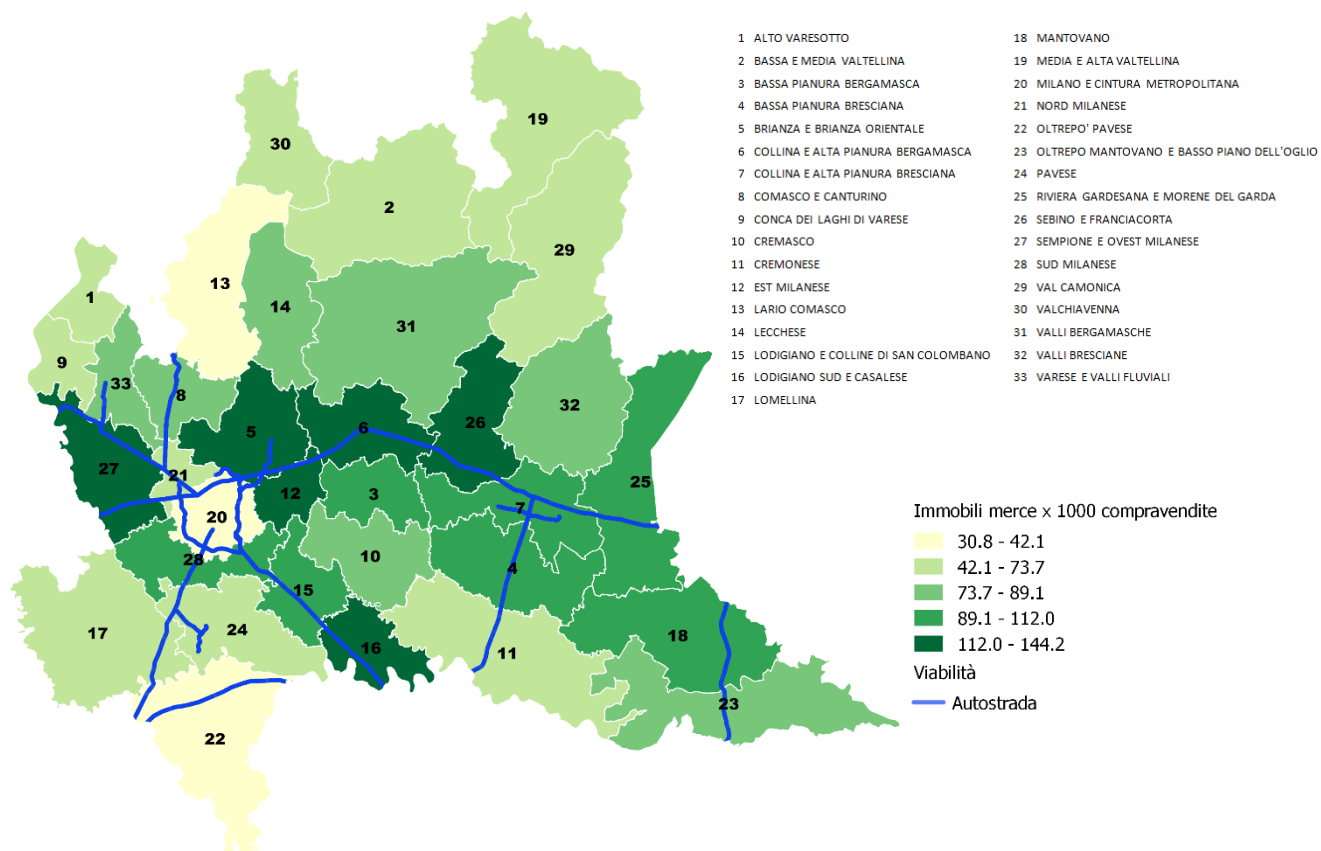 1 ALTO VARESOTTO
2 BASSA E MEDIA VALTELLINA
3 BASSA PIANURA BERGAMASCA
4 BASSA PIANURA BRESCIANA
5 BRIANZA E BRIANZA ORIENTALE
6 COLLINA E ALTA PIANURA BERGAMASCA
7 COLLINA E ALTA PIANURA BRESCIANA
8 COMASCO E CANTURINO
9 CONCA DEI LAGHI DI VARESE
10 CREMASCO
11 CREMONESE
12 EST MILANESE
13 LARIO COMASCO
14 LECCHESE
15 LODIGIANO E COLLINE DI SAN COLOMBANO
16 LODIGIANO SUD E CASALESE
17 LOMELLINA
18 MANTOVANO
19 MEDIA E ALTA VALTELLINA
20 MILANO E CINTURA METROPOLITANA
21 NORD MILANESE
22 OLTREPO' PAVESE
23 OLTREPO MANTOVANO E BASSO PIANO DELL'OGLIO
24 PAVESE
25 RIVIERA GARDESANA E MORENE DEL GARDA
26 SEBINO E FRANCIACORTA
27 SEMPIONE E OVEST MILANESE
28 SUD MILANESE
29 VAL CAMONICA
30 VALCHIAVENNA
31 VALLI BERGAMASCHE
32 VALLI BRESCIANE
33 VARESE E VALLI FLUVIALI
19
30
2
29
13
1
14
31
9
33
8
32
5
6
26
27
21
12
3
25
20
7
28
10
4
15
17
24
16
11
18
23
22
Immobili merce x 1000 compravendite
30.8 - 42.1
42.1 - 73.7
73.7 - 89.1
89.1 - 112.0
112.0 - 144.2
Viabilità
Autostrada